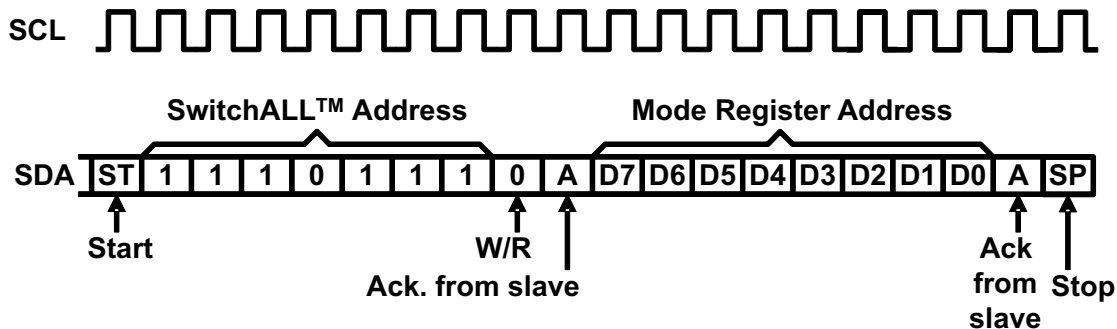 SCL
SwitchALL™ Address
Mode Register Address
SDA ST 1 1 1 0 1 1 1 0 A D7 D6 D5 D4 D3 D2 D1 D0 A SP
Start
W/R
Ack. from slave
Ack
from
slave
Stop